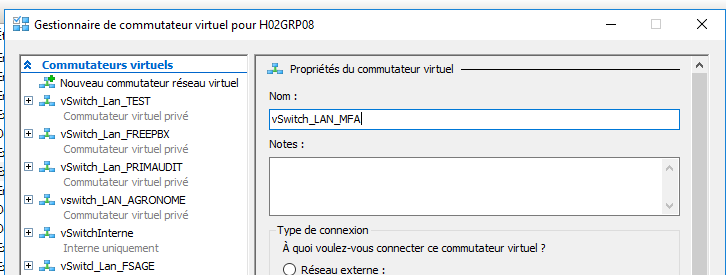 Gestionnaire de commutateur virtuel pour H02GRP08
Commutateurs virtuels
Nouveau commutateur réseau virtuel
vSwitch_Lan_TEST
Commutateur virtuel privé
vSwitch_Lan_FREEPBX
Commutateur virtuel privé
vSwitch_Lan_PRIMAUDIT
Commutateur virtuel privé
vswitch_LAN_AGRONOME
Commutateur virtuel privé
vSwitchInterne
Interne uniquement
vSwitcl_Lan_FSAGE
Propriétés du commutateur virtuel
Nom :
vSwitch_LAN_MFA
Notes :
Type de connexion
À quoi voulez-vous connecter ce commutateur virtuel ?
Réseau externe :